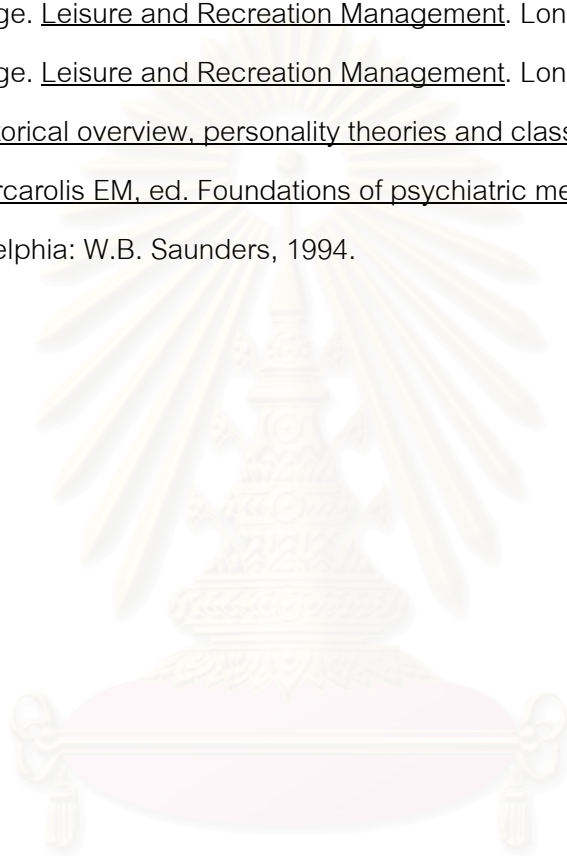 ge. Leisure and Recreation Management. Lon
ge. Leisure and Recreation Management. Lon
torical overview, personality theories and class
rcarolis EM, ed. Foundations of psychiatric me
elphia: W.B. Saunders, 1994.